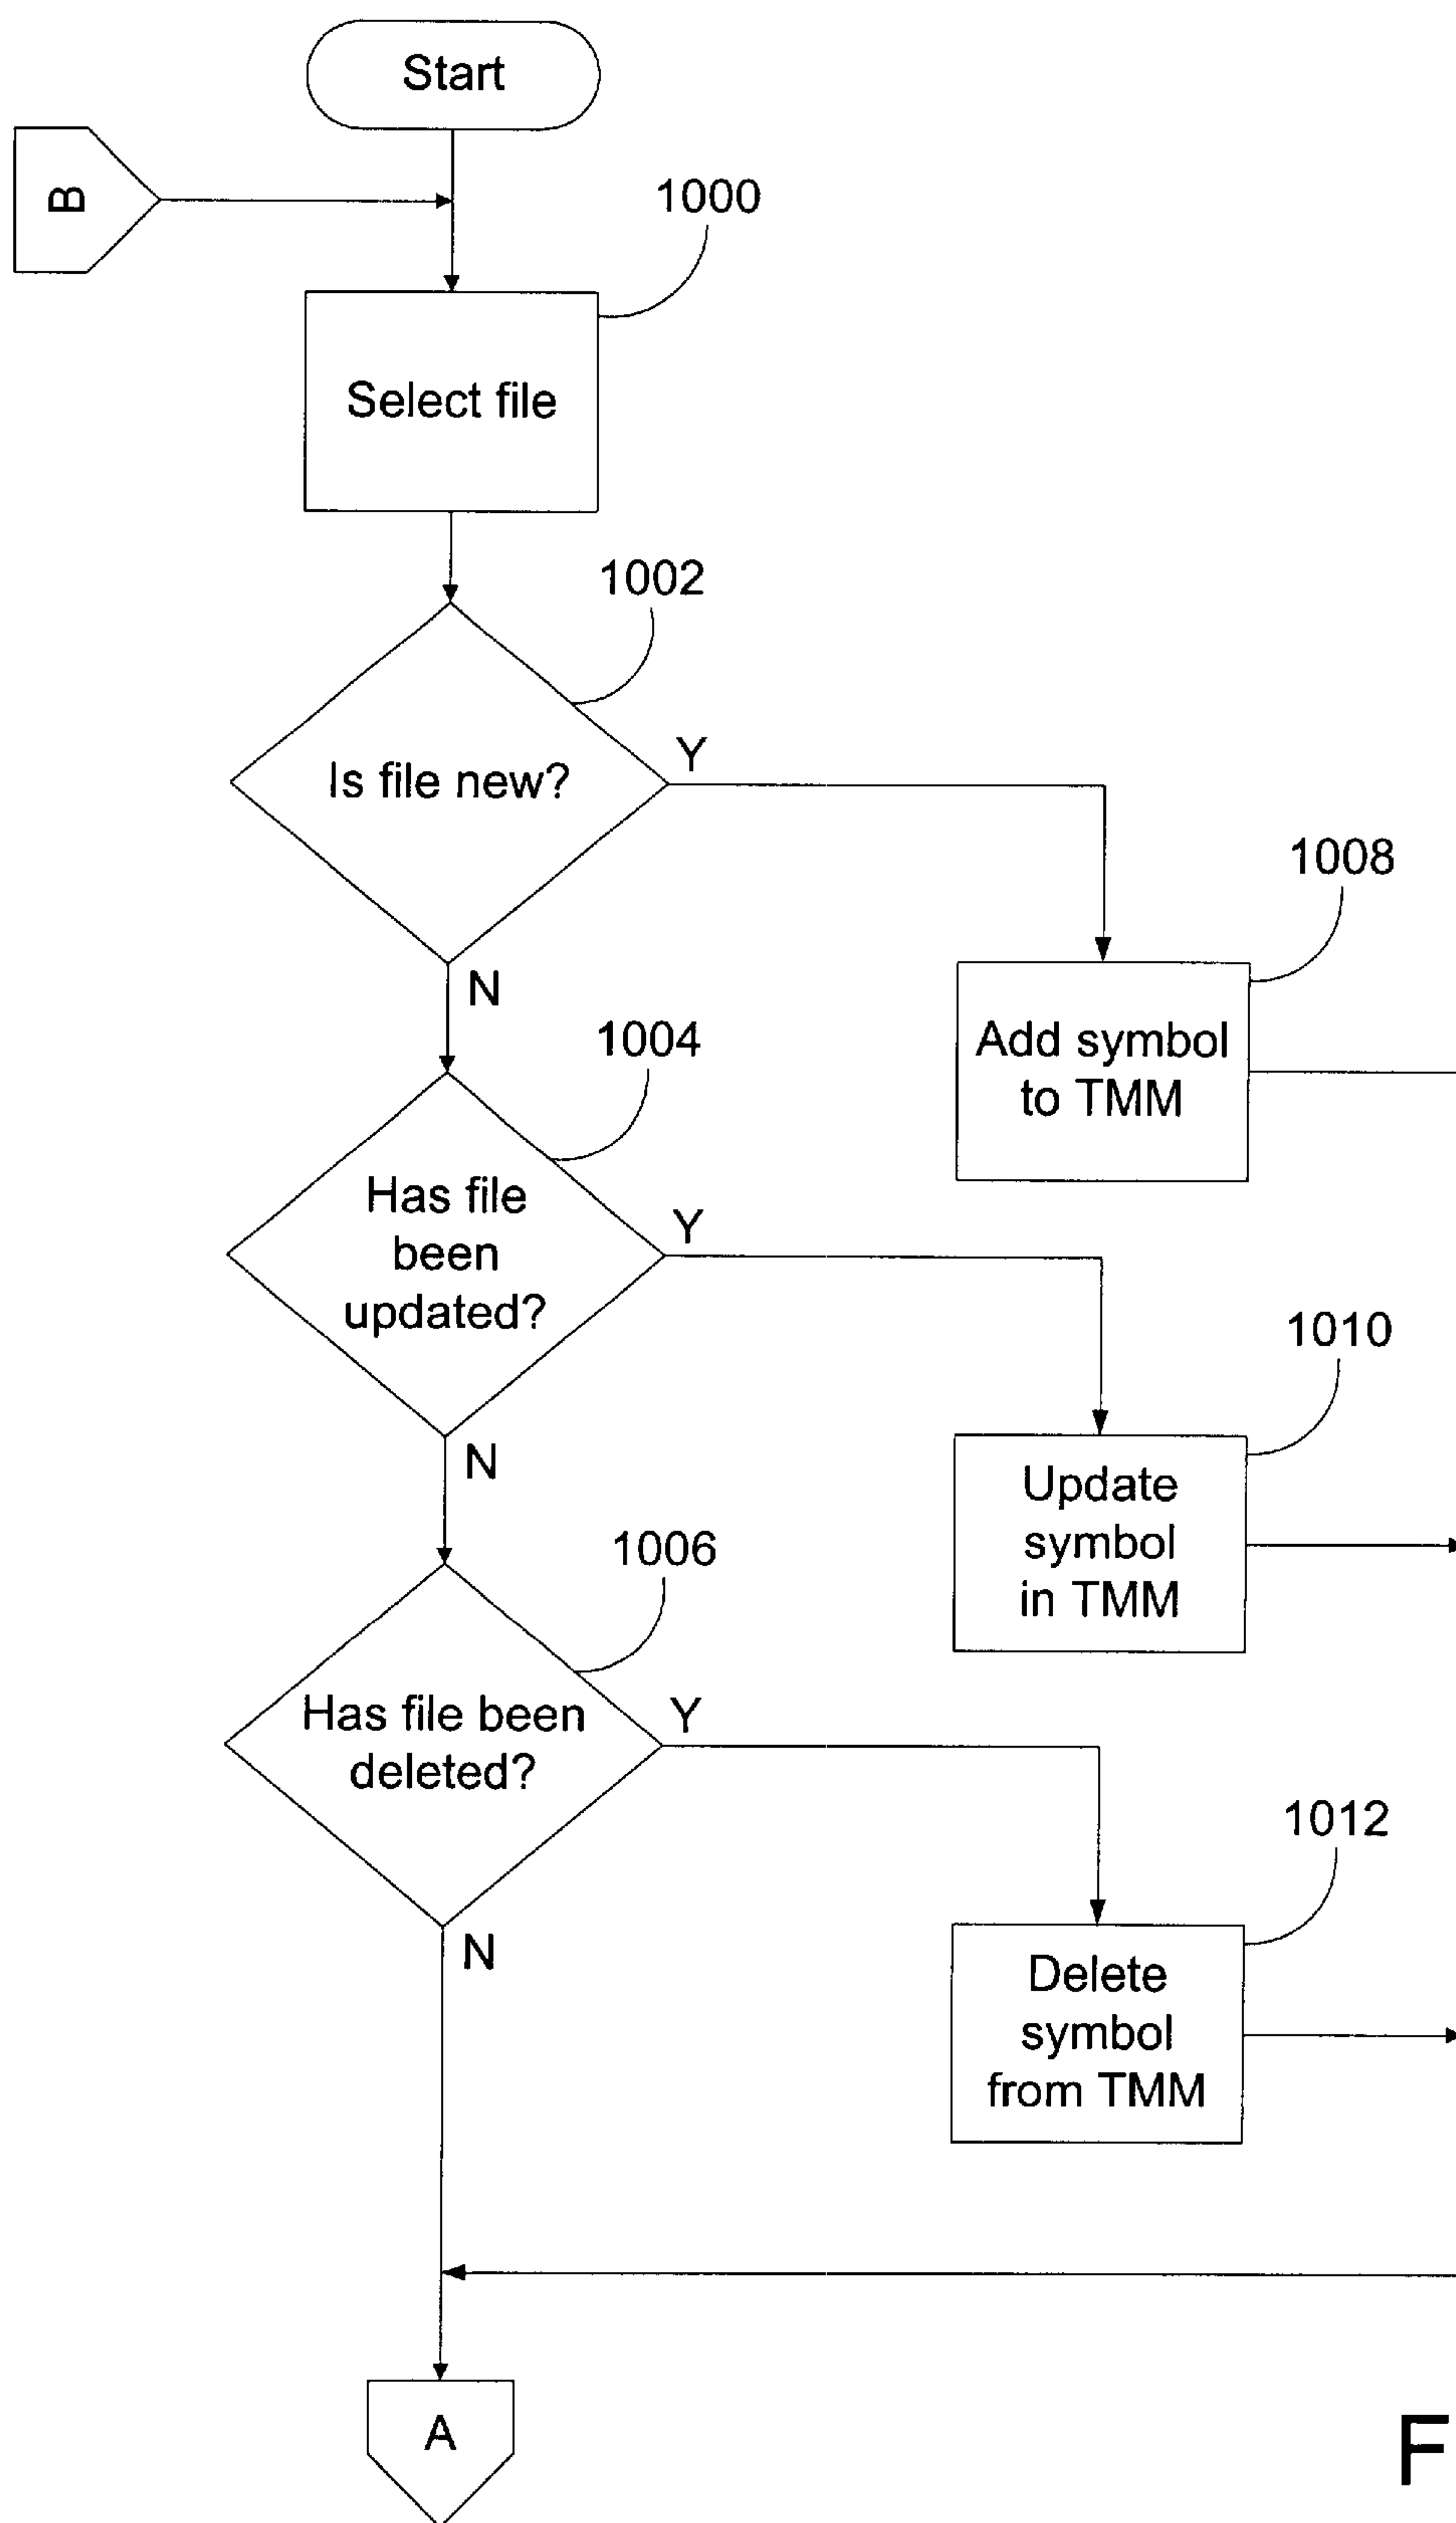 Start
B
1000
Select file
1002
Is file new?
Y
N
1008
Add symbol
to TMM
1004
Has file
been
updated?
Y
N
1010
Update
symbol
in TMM
1006
Has file been
deleted?
Y
N
1012
Delete
symbol
from TMM
A
F